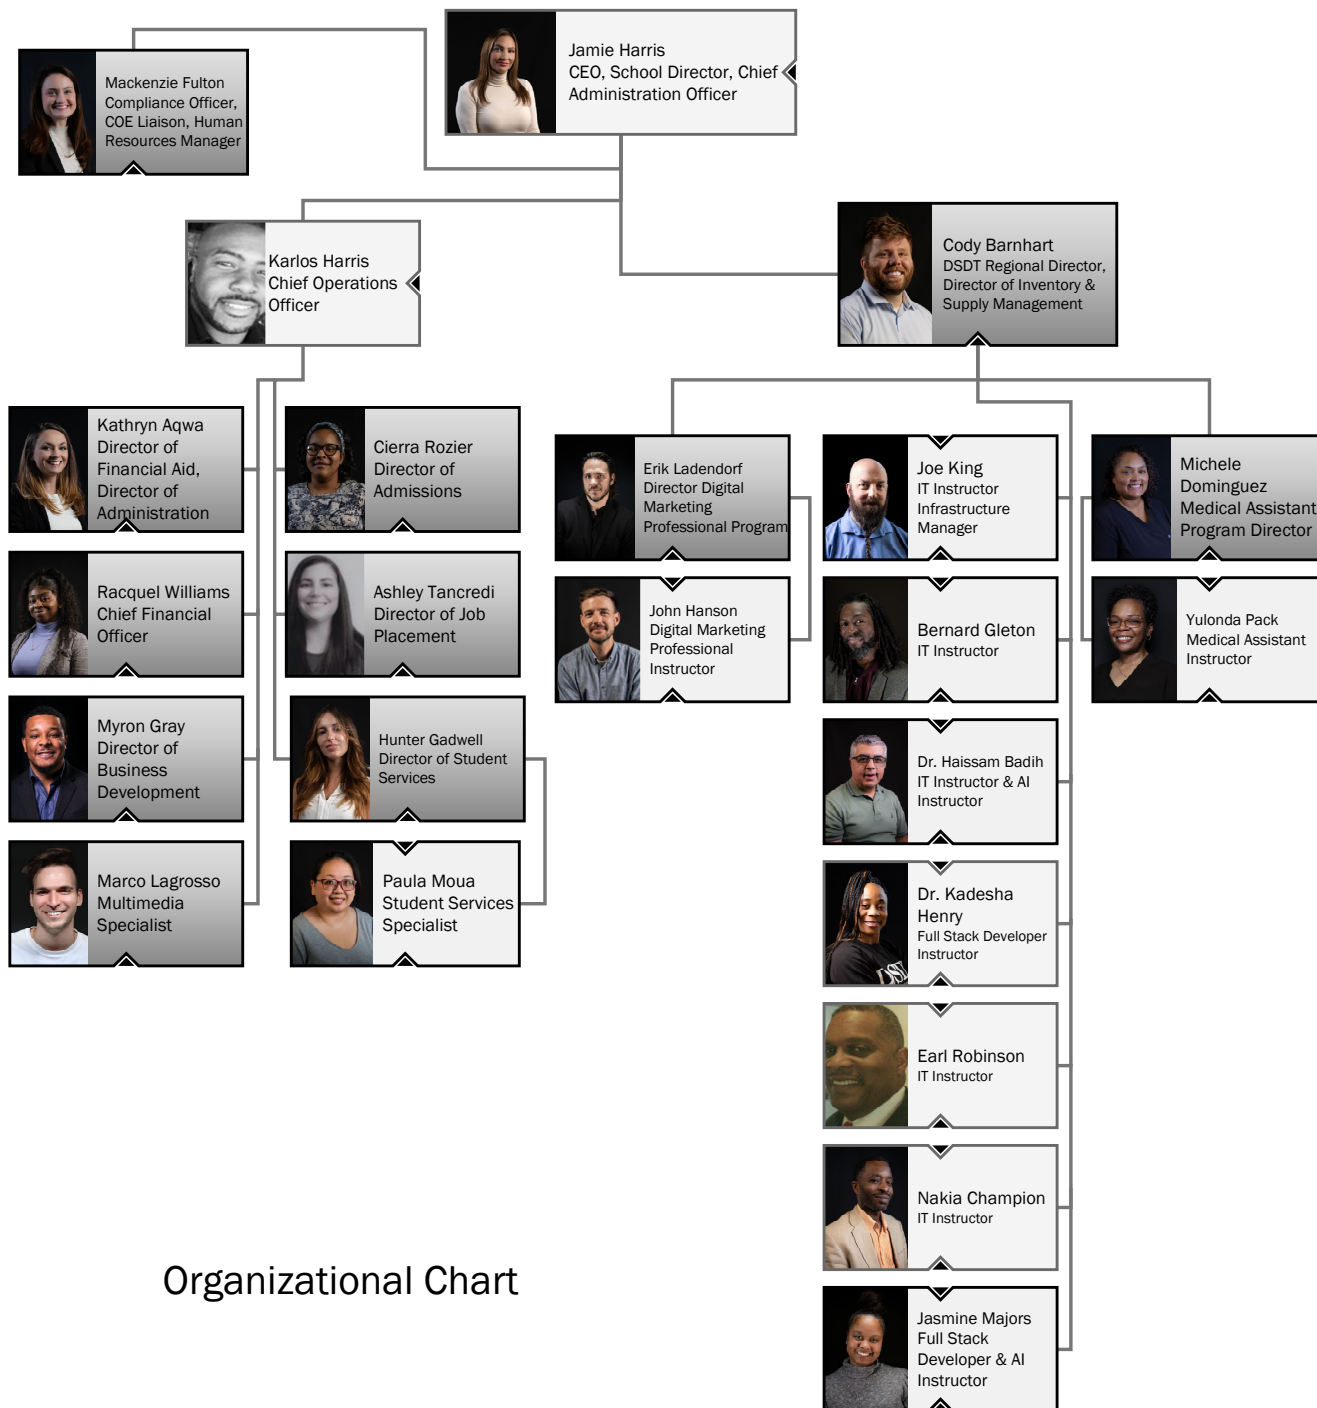 Jamie Harris
CEO, School Director, Chief
Administration Officer
Mackenzie Fulton
Compliance Officer,
COE Liaison, Human
Resources Manager
Karlos Harris
Chief Operations
Officer
Cody Barnhart
DSDT Regional Director,
Director of Inventory &
Supply Management
Kathryn Aqwa
Director of
Financial Aid,
Director of
Administration
Cierra Rozier
Director of
Admissions
Racquel Williams
Chief Financial
Officer
Ashley Tancredi
Director of Job
Placement
Myron Gray
Director of
Business
Development
Hunter Gadwell
Director of Student
Services
Marco Lagrosso
Multimedia
Specialist
Paula Moua
Student Services
Specialist
Erik Ladendorf
Director Digital
Marketing
Professional Program
John Hanson
Digital Marketing
Professional
Instructor
Joe King
IT Instructor
Infrastructure
Manager
Bernard Gleton
IT Instructor
Dr. Haissam Badih
IT Instructor & AI
Instructor
Dr. Kadesha
Henry
Full Stack Developer
Instructor
Earl Robinson
IT Instructor
Nakia Champion
IT Instructor
Jasmine Majors
Full Stack
Developer & AI
Instructor
Michele
Dominguez
Medical Assistant
Program Director
Yulonda Pack
Medical Assistant
Instructor
Organizational Chart